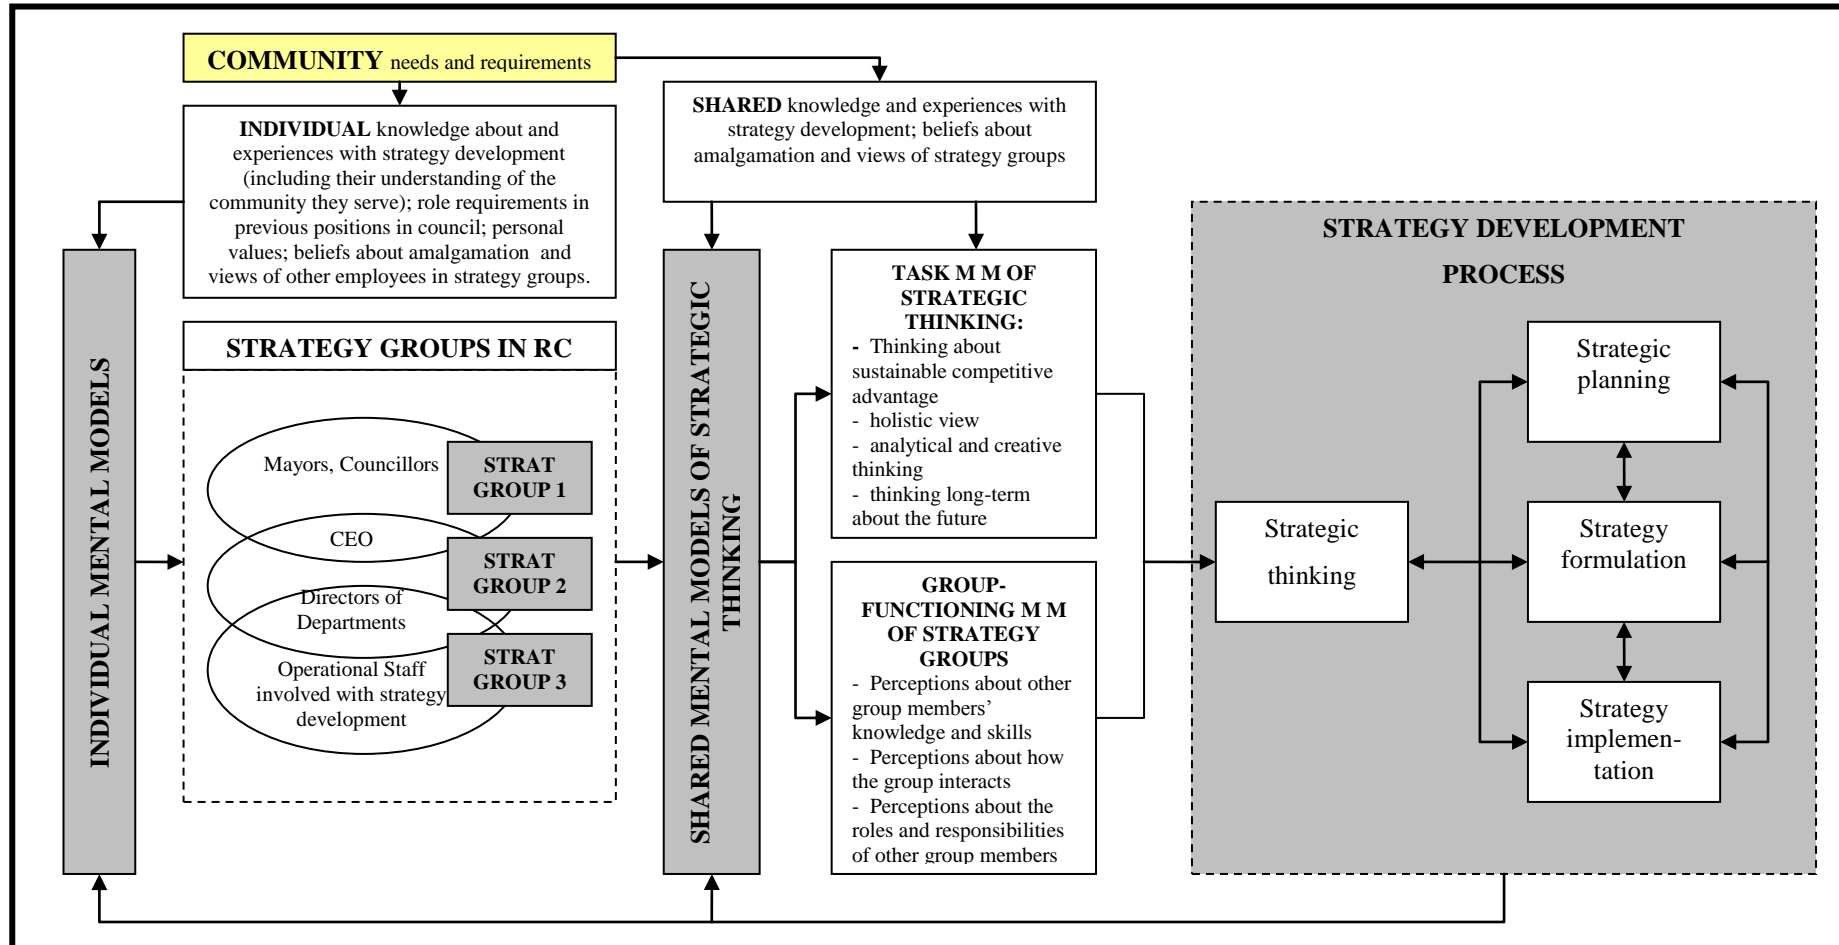 COMMUNITY needs and requirements
INDIVIDUAL knowledge about and
experiences with strategy development
(including their understanding of the
community they serve); role requirements in
previous positions in council; personal
values; beliefs about amalgamation and
views of other employees in strategy groups.
SHARED knowledge and experiences with
strategy development; beliefs about
amalgamation and views of strategy groups
INDIVIDUAL MENTAL MODELS
STRATEGY GROUPS IN RC
Mayors, Councillors
STRAT
GROUP 1
CEO
STRAT
GROUP 2
Directors of
Departments
STRAT
GROUP 3
Operational Staff
involved with strategy
development
SHARED MENTAL MODELS OF STRATEGIC
THINKING
TASK M M OF
STRATEGIC
THINKING:
- Thinking about
sustainable competitive
advantage
- holistic view
- analytical and creative
thinking
- thinking long-term
about the future
GROUP-
FUNCTIONING M M
OF STRATEGY
GROUPS
- Perceptions about other
group members’
knowledge and skills
- Perceptions about how
the group interacts
- Perceptions about the
roles and responsibilities
of other group members
STRATEGY DEVELOPMENT
PROCESS
Strategic
thinking
Strategic
planning
Strategy
formulation
Strategy
implemen-
tation